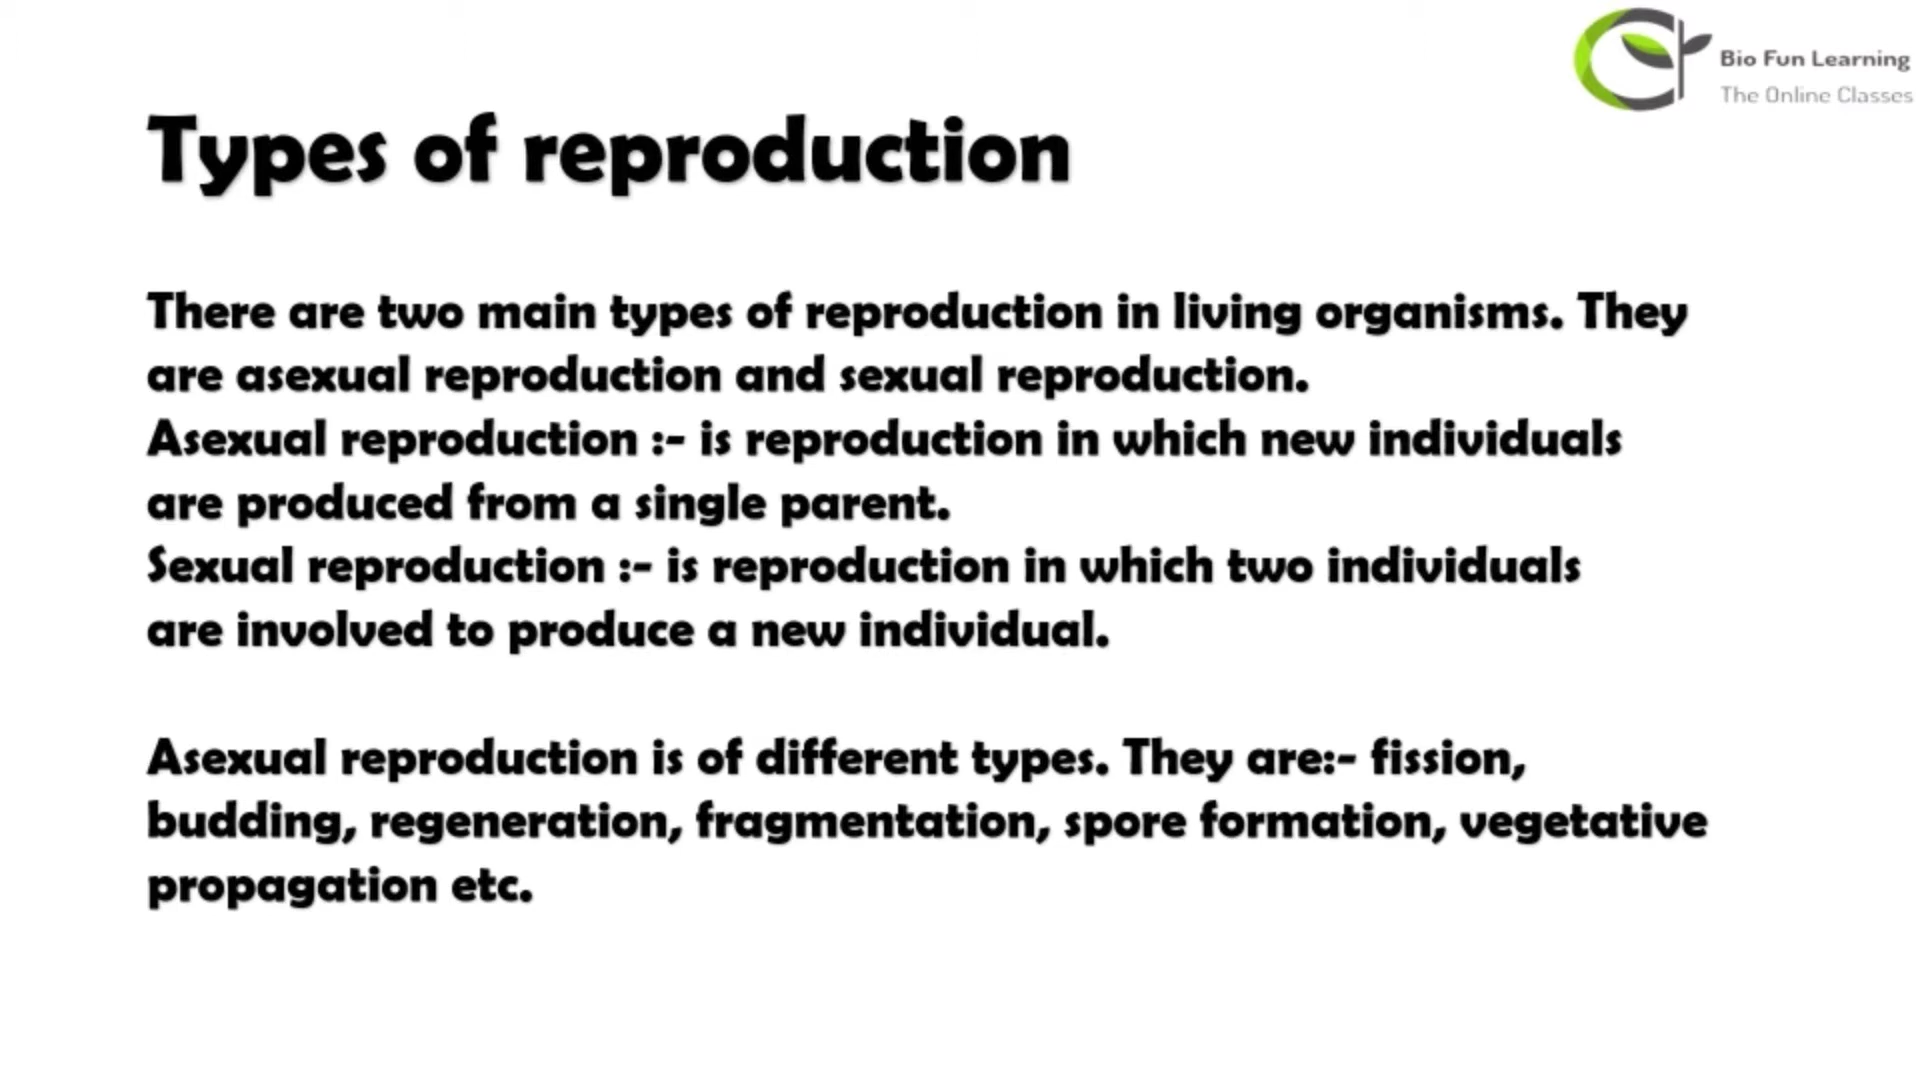 Bio Fun Learning
The Online Classes
Types of reproduction
There are two main types of reproduction in living organisms. They
are asexual reproduction and sexual reproduction.
Asexual reproduction :- is reproduction in which new individuals
are produced from a single parent.
Sexual reproduction :- is reproduction in which two individuals
are involved to produce a new individual.
Asexual reproduction is of different types. They are:- fission,
budding, regeneration, fragmentation, spore formation, vegetative
propagation etc.